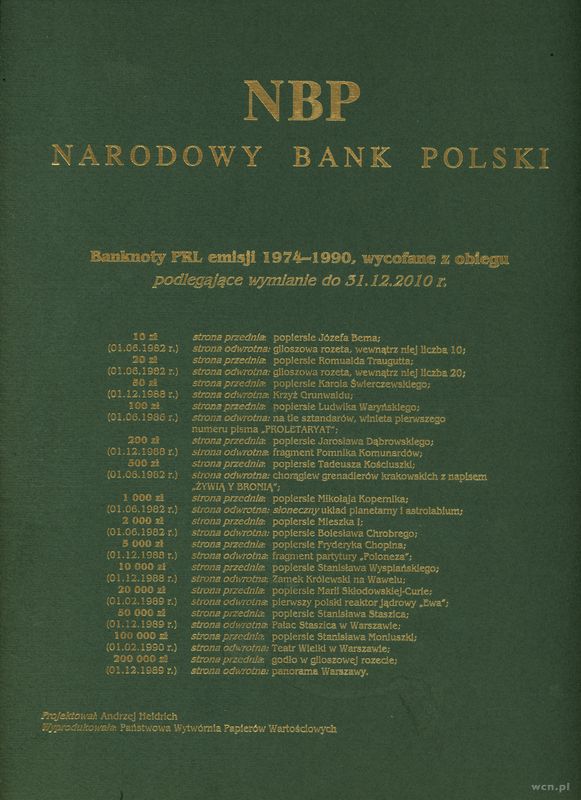 NBP
NARODOWY BANK POLSKI
Banknoty PRL emisji 1974–1990, wycofane z obiegu
podlegające wymianie do 31.12.2010 r.
10 zł strona przednia: popiersie Józefa Bema;
(01.06.1982 r.) strona odwrotna: giloszowa rozeta, wewnątrz niej liczba 10;
20 zł strona przednia: popiersie Romualda Traugutta;
(01.06.1982 r.) strona odwrotna: giloszowa rozeta, wewnątrz niej liczba 20;
50 zł strona przednia: popiersie Karola Świerczewskiego;
(01.12.1988 r.) strona odwrotna: Krzyż Grunwaldu;
100 zł strona przednia: popiersie Ludwika Waryńskiego;
(01.06.1986 r.) strona odwrotna: na tle sztandarów, winieta pierwszego
numeru pisma „PROLETARYAT”;
200 zł strona przednia: popiersie Jarosława Dąbrowskiego;
(01.12.1988 r.) strona odwrotna: fragment Pomnika Komunardów;
500 zł strona przednia: popiersie Tadeusza Kościuszki;
(01.06.1982 r.) strona odwrotna: chorągiew grenadierów krakowskich z napisem
„ŻYWIĄ Y BRONIĄ”;
1 000 zł strona przednia: popiersie Mikołaja Kopernika;
(01.06.1982 r.) strona odwrotna: słoneczny układ planetarny i astrolabium;
2 000 zł strona przednia: popiersie Mieszka I;
(01.06.1982 r.) strona odwrotna: popiersie Bolesława Chrobrego;
5 000 zł strona przednia: popiersie Fryderyka Chopina;
(01.12.1988 r.) strona odwrotna: fragment partytury „Poloneza”;
10 000 zł strona przednia: popiersie Stanisława Wyspiańskiego;
(01.12.1988 r.) strona odwrotna: Zamek Królewski na Wawelu;
20 000 zł strona przednia: popiersie Marii Skłodowskiej-Curie;
(01.02.1989 r.) strona odwrotna: pierwszy polski reaktor jądrowy „Ewa”;
50 000 zł strona przednia: popiersie Stanisława Staszica;
(01.12.1989 r.) strona odwrotna: Pałac Staszica w Warszawie;
100 000 zł strona przednia: popiersie Stanisława Moniuszki;
(01.02.1990 r.) strona odwrotna: Teatr Wielki w Warszawie;
200 000 zł strona przednia: godło w giloszowej rozecie;
(01.12.1989 r.) strona odwrotna: panorama Warszawy.
Projektował: Andrzej Heidrich
Wyprodukowała: Państwowa Wytwórnia Papierów Wartościowych
wcn.pl